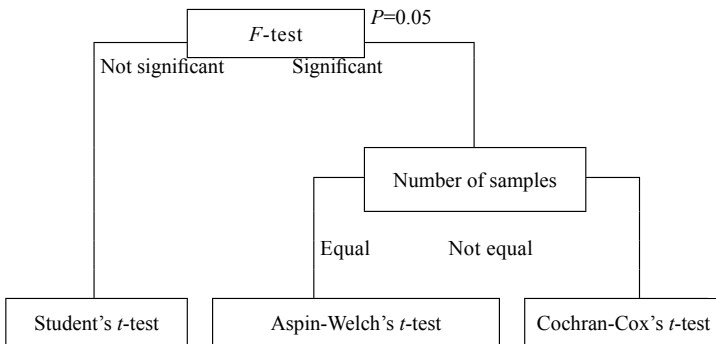 P=0.05
F-test
Not significant
Significant
Number of samples
Equal
Not equal
Student’s t-test
Aspin-Welch’s t-test
Cochran-Cox’s t-test